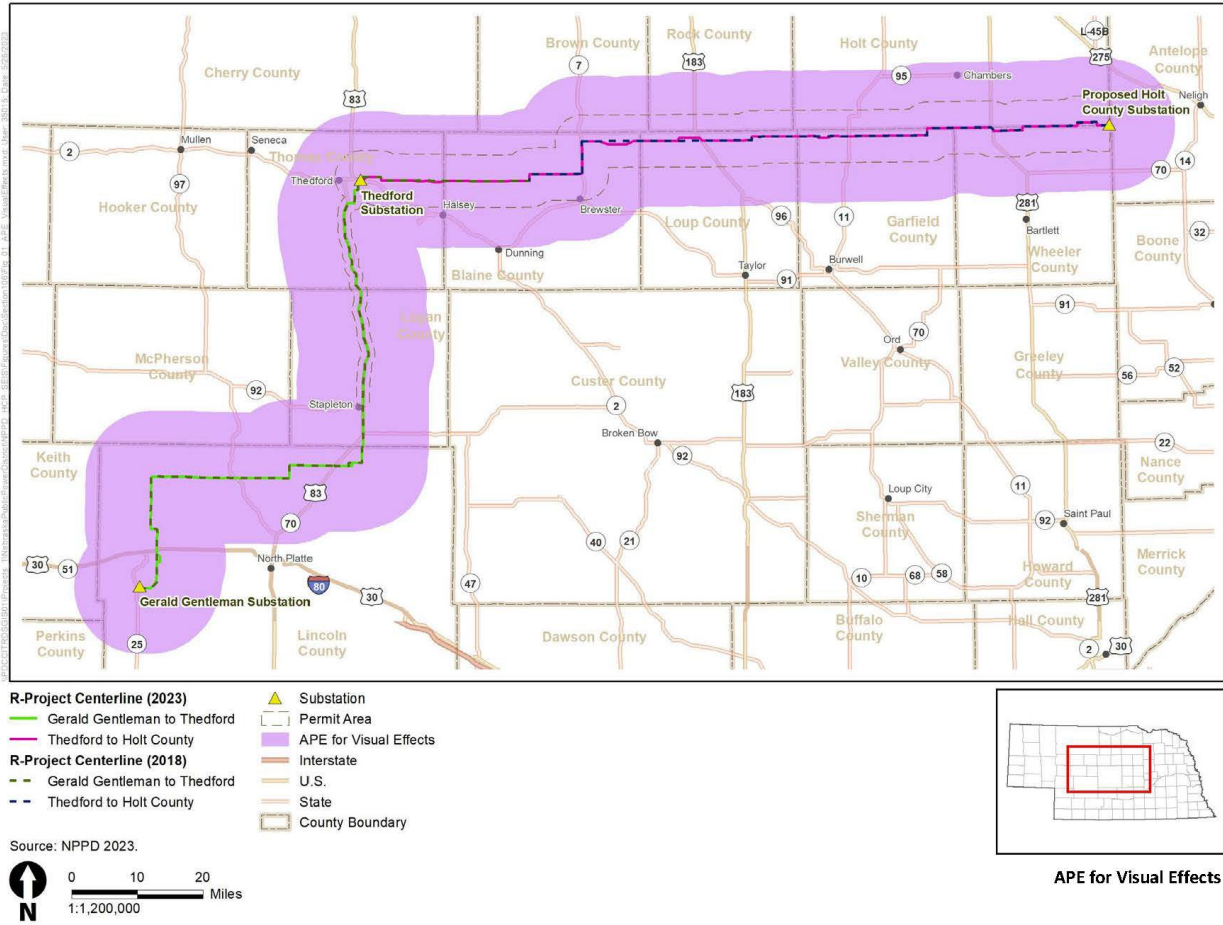 Brown County
Rock County
Holt County
L-45B
Antelope
County
Cherry County
7
183
275
95
Chambers
83
Proposed Holt
County Substation
Neligh
2
Mullen
Seneca
Thedford
Thedford
Substation
14
70
97
Hooker County
Halsey
Brewster
281
Loup County
96
11
Garfield
County
Bartlett
32
Boone
County
Wheeler
County
Dunning
Blaine County
Taylor
Burwell
91
91
Logan
County
70
Ord
McPherson
County
Valley County
Greeley
County
56
52
92
Custer County
183
Stapleton
2
Broken Bow
92
22
Keith
County
Nance
County
83
11
Loup City
70
Sherman
County
92
Saint Paul
40
21
30
51
North Platte
Merrick
County
80
30
47
10
68
58
Howard
County
Gerald Gentleman Substation
281
Perkins
County
25
Lincoln
County
Dawson County
Buffalo
County
Hall County
2
30
R-Project Centerline (2023)
Gerald Gentleman to Thedford
Thedford to Holt County
R-Project Centerline (2018)
Gerald Gentleman to Thedford
Thedford to Holt County
Substation
Permit Area
APE for Visual Effects
Interstate
U.S.
State
County Boundary
Source: NPPD 2023.
N
0 10 20
Miles
1:1,200,000
APE for Visual Effects